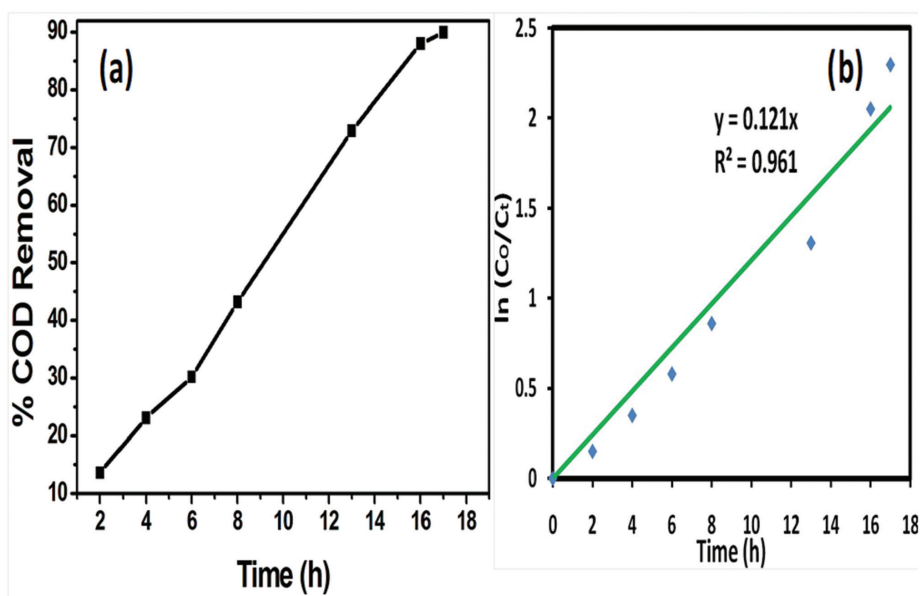 (a)
% COD Removal
90
80
70
60
50
40
30
20
10
2 4 6 8 10 12 14 16 18
Time (h)
(b)
y = 0.121x
R² = 0.961
ln (C₀/Cₜ)
2.5
2
1.5
1
0.5
0
0 2 4 6 8 10 12 14 16 18
Time (h)